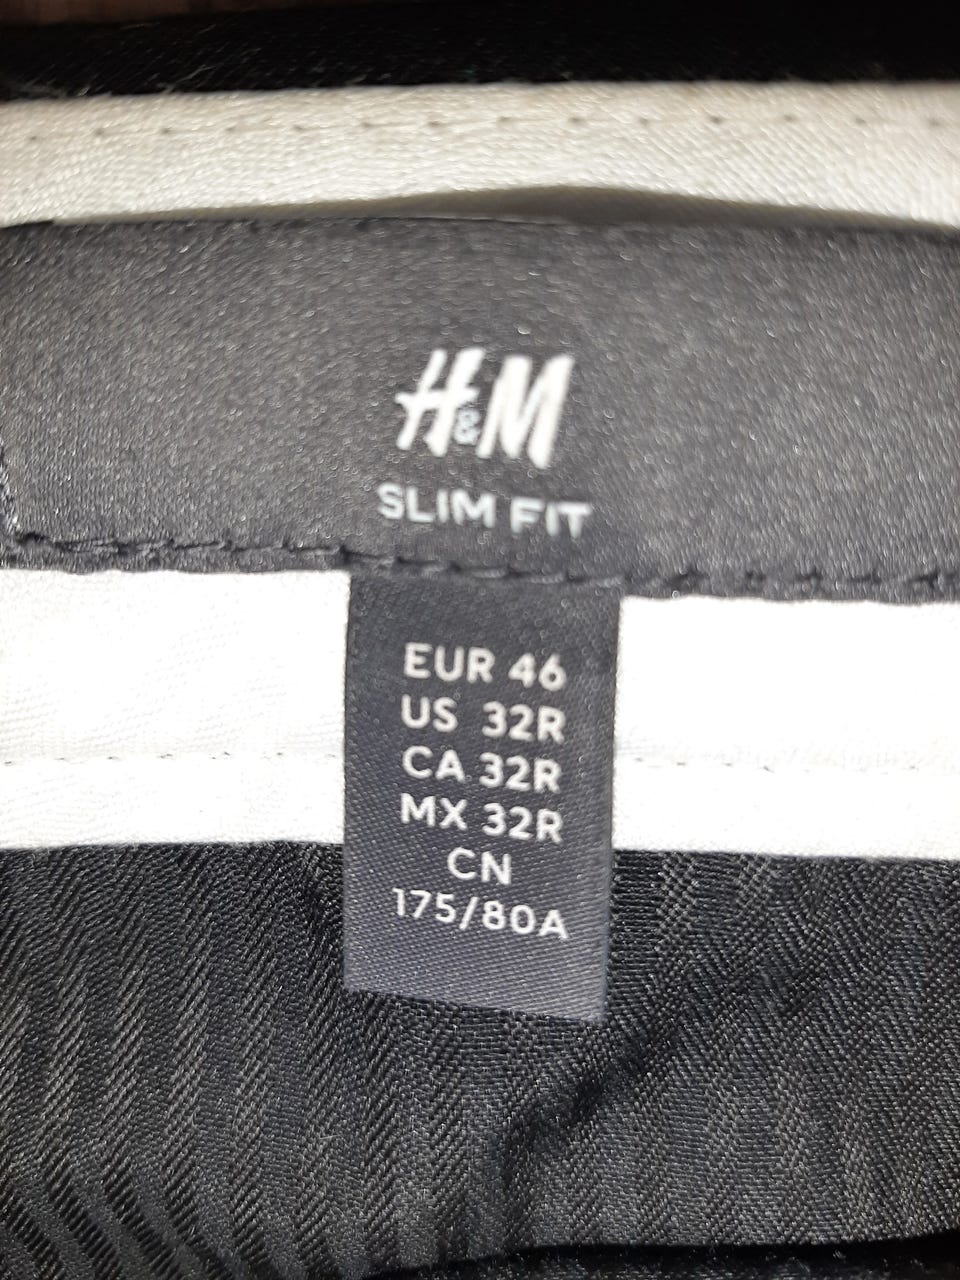 H&M
SLIM FIT
EUR 46
US 32R
CA 32R
MX 32R
CN
175/80A